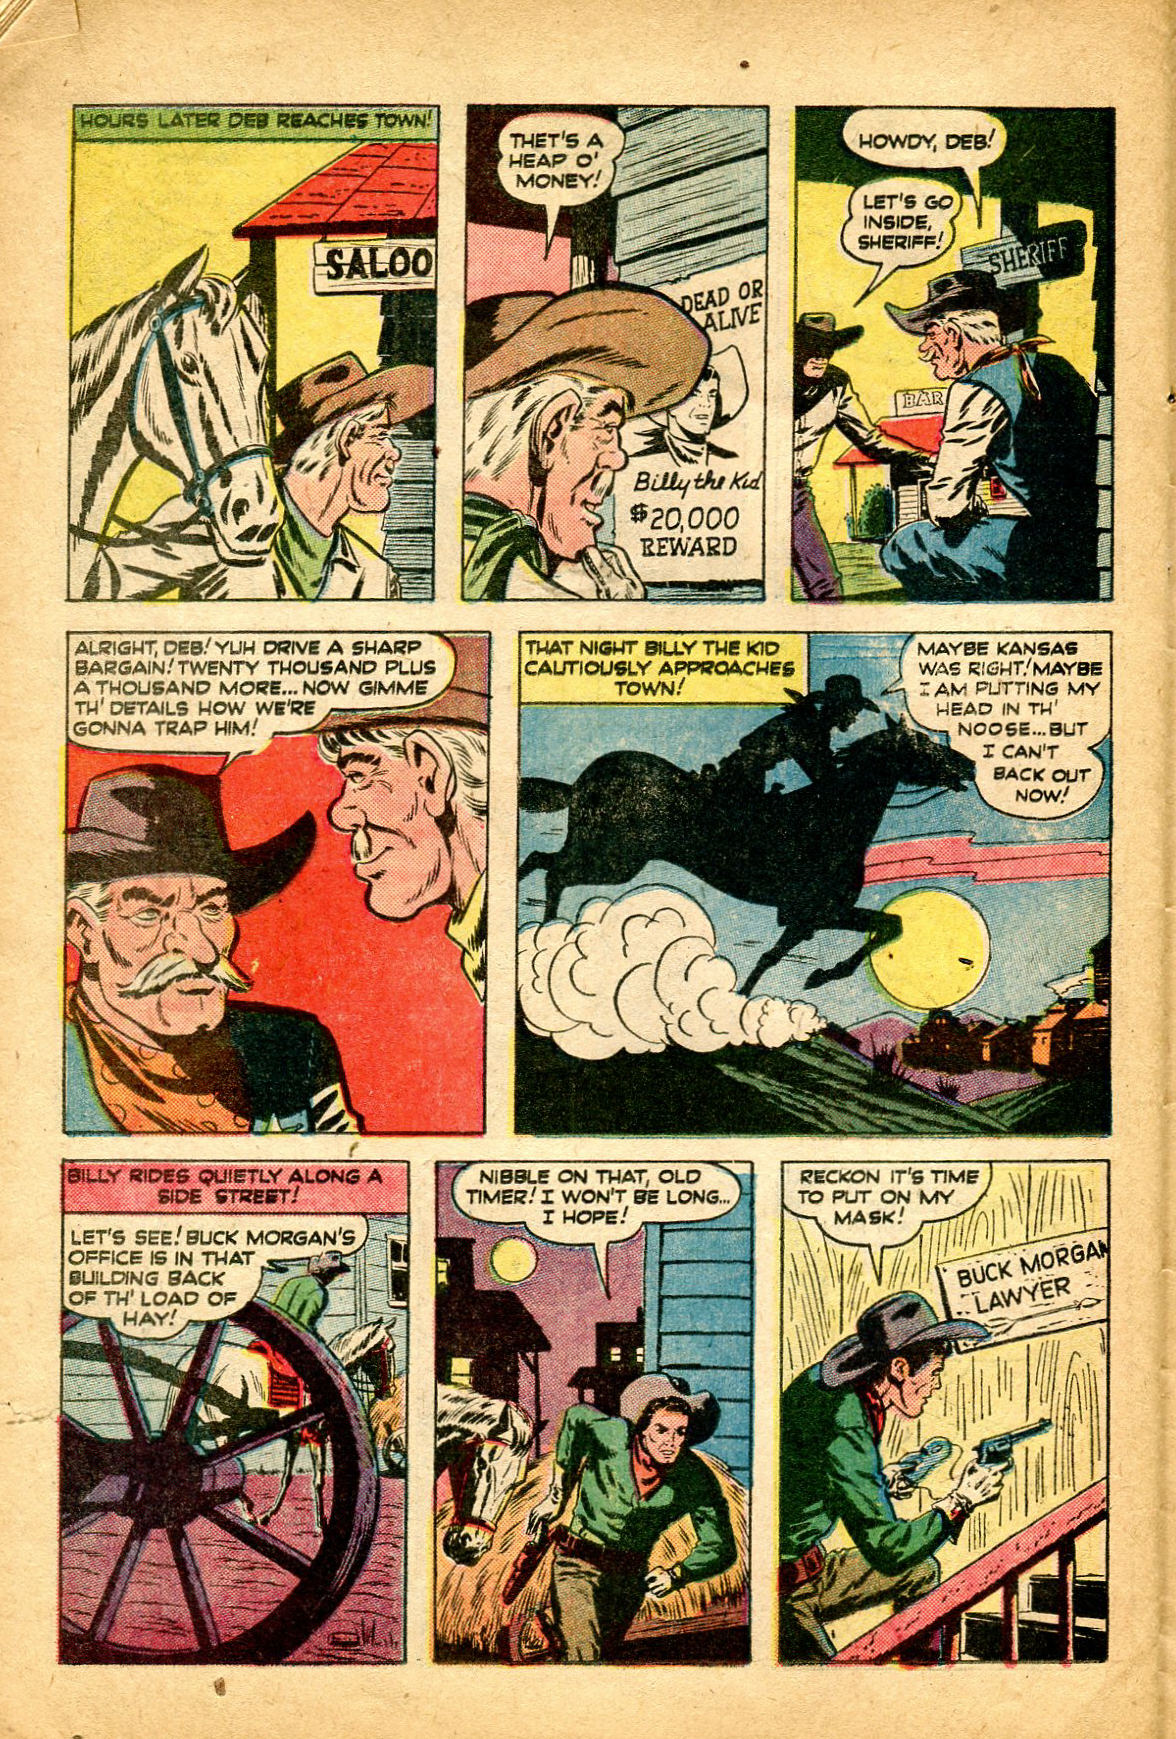 HOURS LATER DEB REACHES TOWN!
SALOO
THET'S A
HEAP O'
MONEY!
DEAD OR
ALIVE
Billy the Kid
$20,000
REWARD
HOWDY, DEB!
LET'S GO
INSIDE,
SHERIFF!
SHERIFF
BAR
ALRIGHT, DEB! YUH DRIVE A SHARP
BARGAIN! TWENTY THOUSAND PLUS
A THOUSAND MORE... NOW GIMME
TH' DETAILS HOW WE'RE
GONNA TRAP HIM!
THAT NIGHT BILLY THE KID
CAUTIOUSLY APPROACHES
TOWN!
MAYBE KANSAS
WAS RIGHT! MAYBE
I AM PUTTING MY
HEAD IN TH'
NOOSE... BUT
I CAN'T
BACK OUT
NOW!
BILLY RIDES QUIETLY ALONG A
SIDE STREET!
LET'S SEE! BUCK MORGAN'S
OFFICE IS IN THAT
BUILDING BACK
OF TH' LOAD OF
HAY!
NIBBLE ON THAT, OLD
TIMER! I WON'T BE LONG...
I HOPE!
RECKON IT'S TIME
TO PUT ON MY
MASK!
BUCK MORGAN
LAWYER